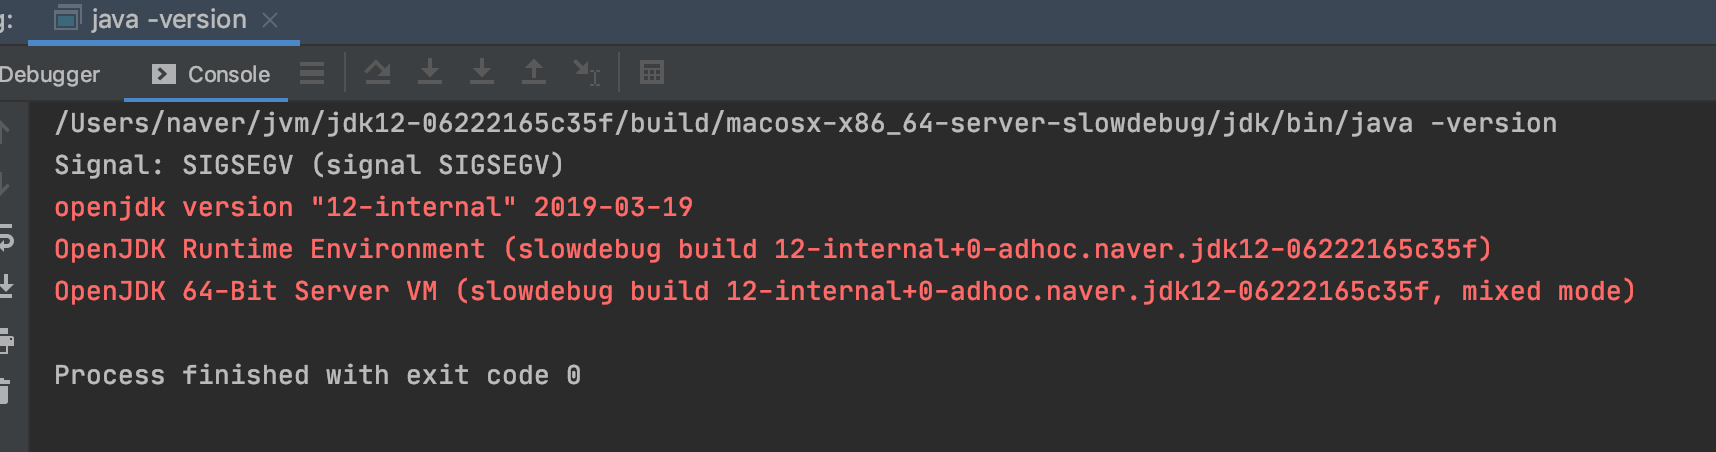 g:
java -version
Debugger
Console
/Users/naver/jvm/jdk12-06222165c35f/build/macosx-x86_64-server-slowdebug/jdk/bin/java -version
Signal: SIGSEGV (signal SIGSEGV)
openjdk version "12-internal" 2019-03-19
OpenJDK Runtime Environment (slowdebug build 12-internal+0-adhoc.naver.jdk12-06222165c35f)
OpenJDK 64-Bit Server VM (slowdebug build 12-internal+0-adhoc.naver.jdk12-06222165c35f, mixed mode)
Process finished with exit code 0